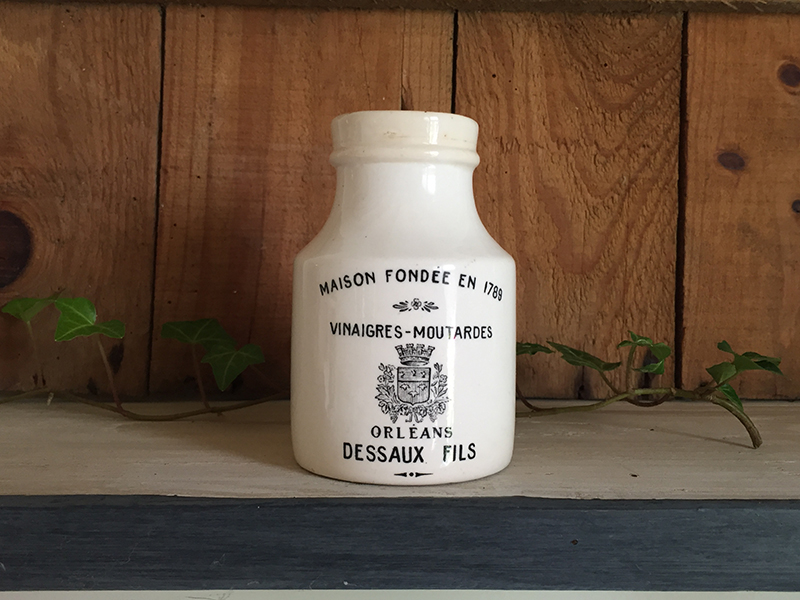 MAISON FONDÉE EN 1789
VINAIGRES-MOUTARDES
ORLÉANS
DESSAUX FILS